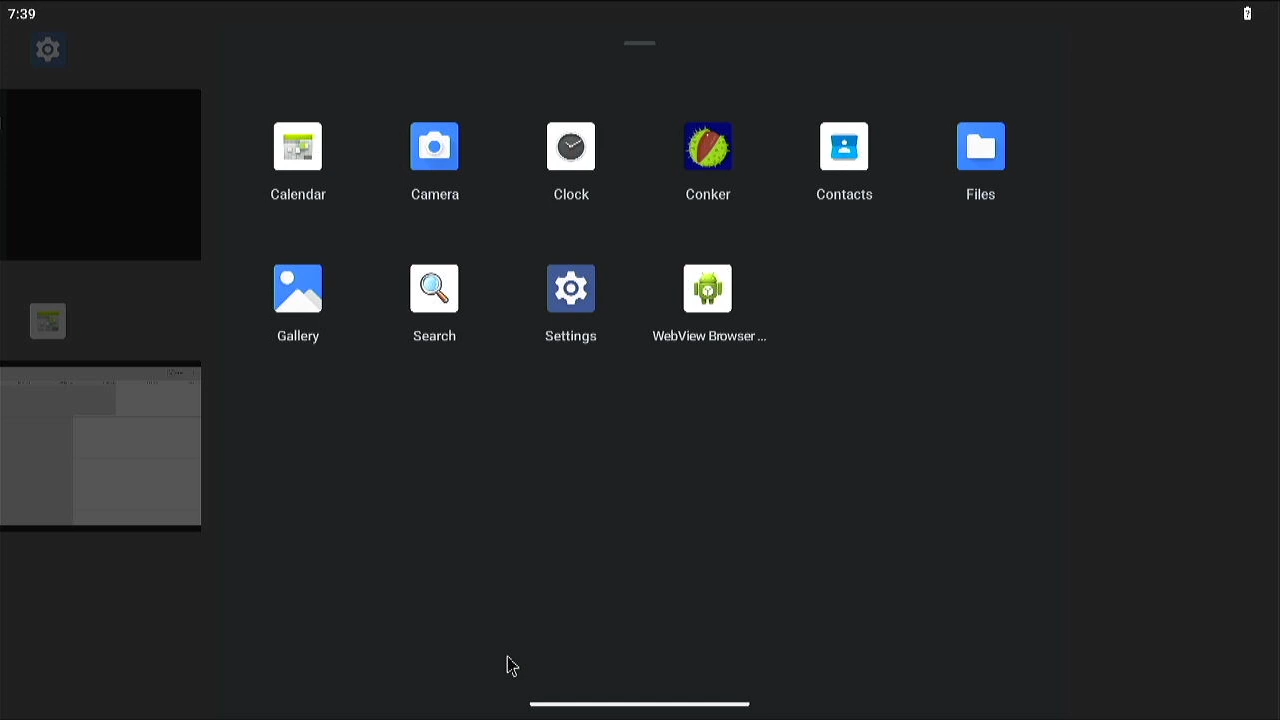 7:39
Calendar
Camera
Clock
Conker
Contacts
Files
Gallery
Search
Settings
WebView Browser ...